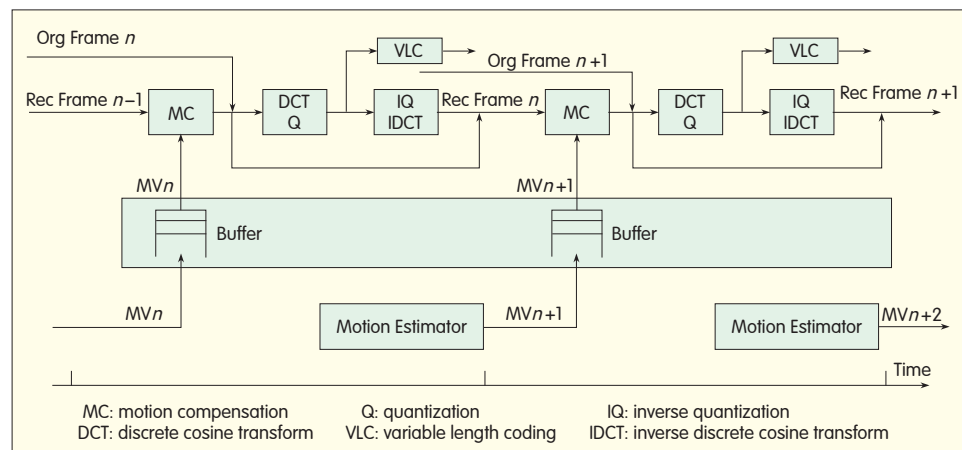 Org Frame n
VLC
VLC
Org Frame n+1
Rec Frame n–1
MC
DCT
Q
IQ
IDCT
Rec Frame n
MC
DCT
Q
IQ
IDCT
Rec Frame n+1
MVn
MVn+1
Buffer
Buffer
MVn
Motion Estimator
MVn+1
Motion Estimator
MVn+2
Time
MC: motion compensation
Q: quantization
IQ: inverse quantization
DCT: discrete cosine transform
VLC: variable length coding
IDCT: inverse discrete cosine transform